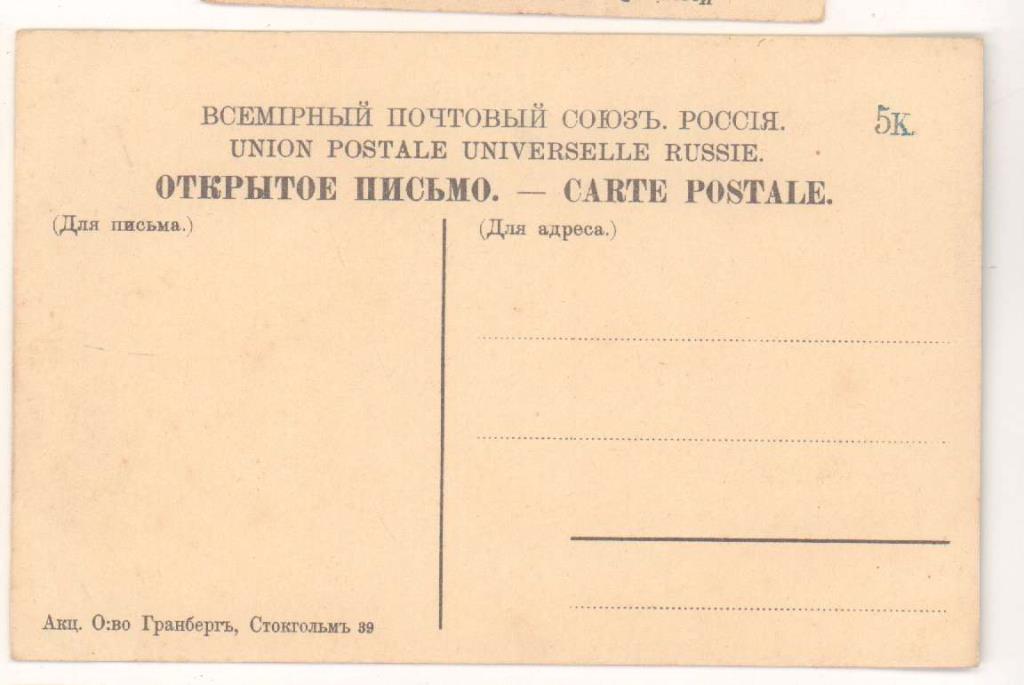 ВСЕМІРНЫЙ ПОЧТОВЫЙ СОЮЗЪ. РОССІЯ.
5к.
UNION POSTALE UNIVERSELLE RUSSIE.
ОТКРЫТОЕ ПИСЬМО. — CARTE POSTALE.
(Для письма.)
(Для адреса.)
Акц. О:во Гранбергъ, Стокгольмъ 39